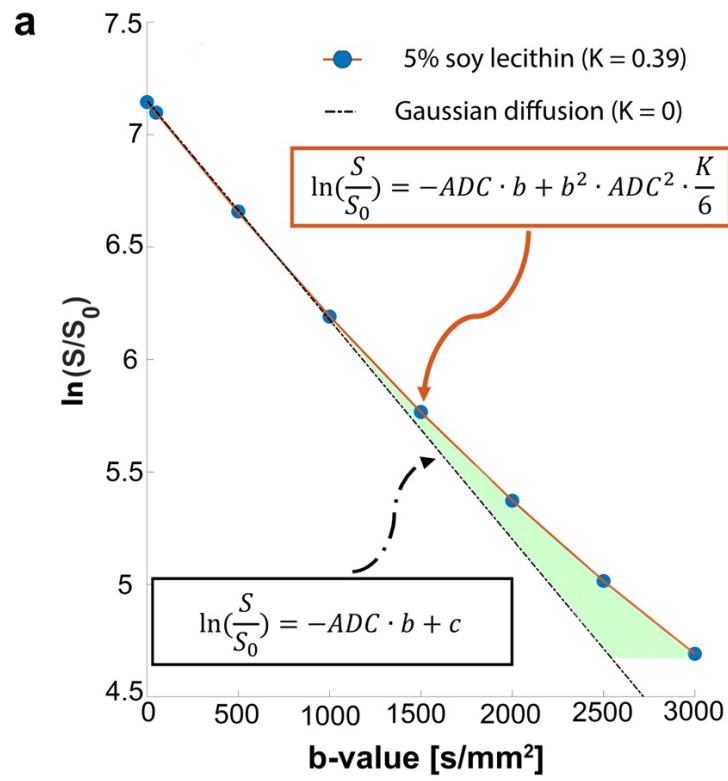 a
7.5
7
6.5
6
5.5
5
4.5
ln(S/S₀)
5% soy lecithin (K = 0.39)
Gaussian diffusion (K = 0)
ln(S/S₀) = −ADC · b + b² · ADC² · K/6
ln(S/S₀) = −ADC · b + c
0 500 1000 1500 2000 2500 3000
b-value [s/mm²]